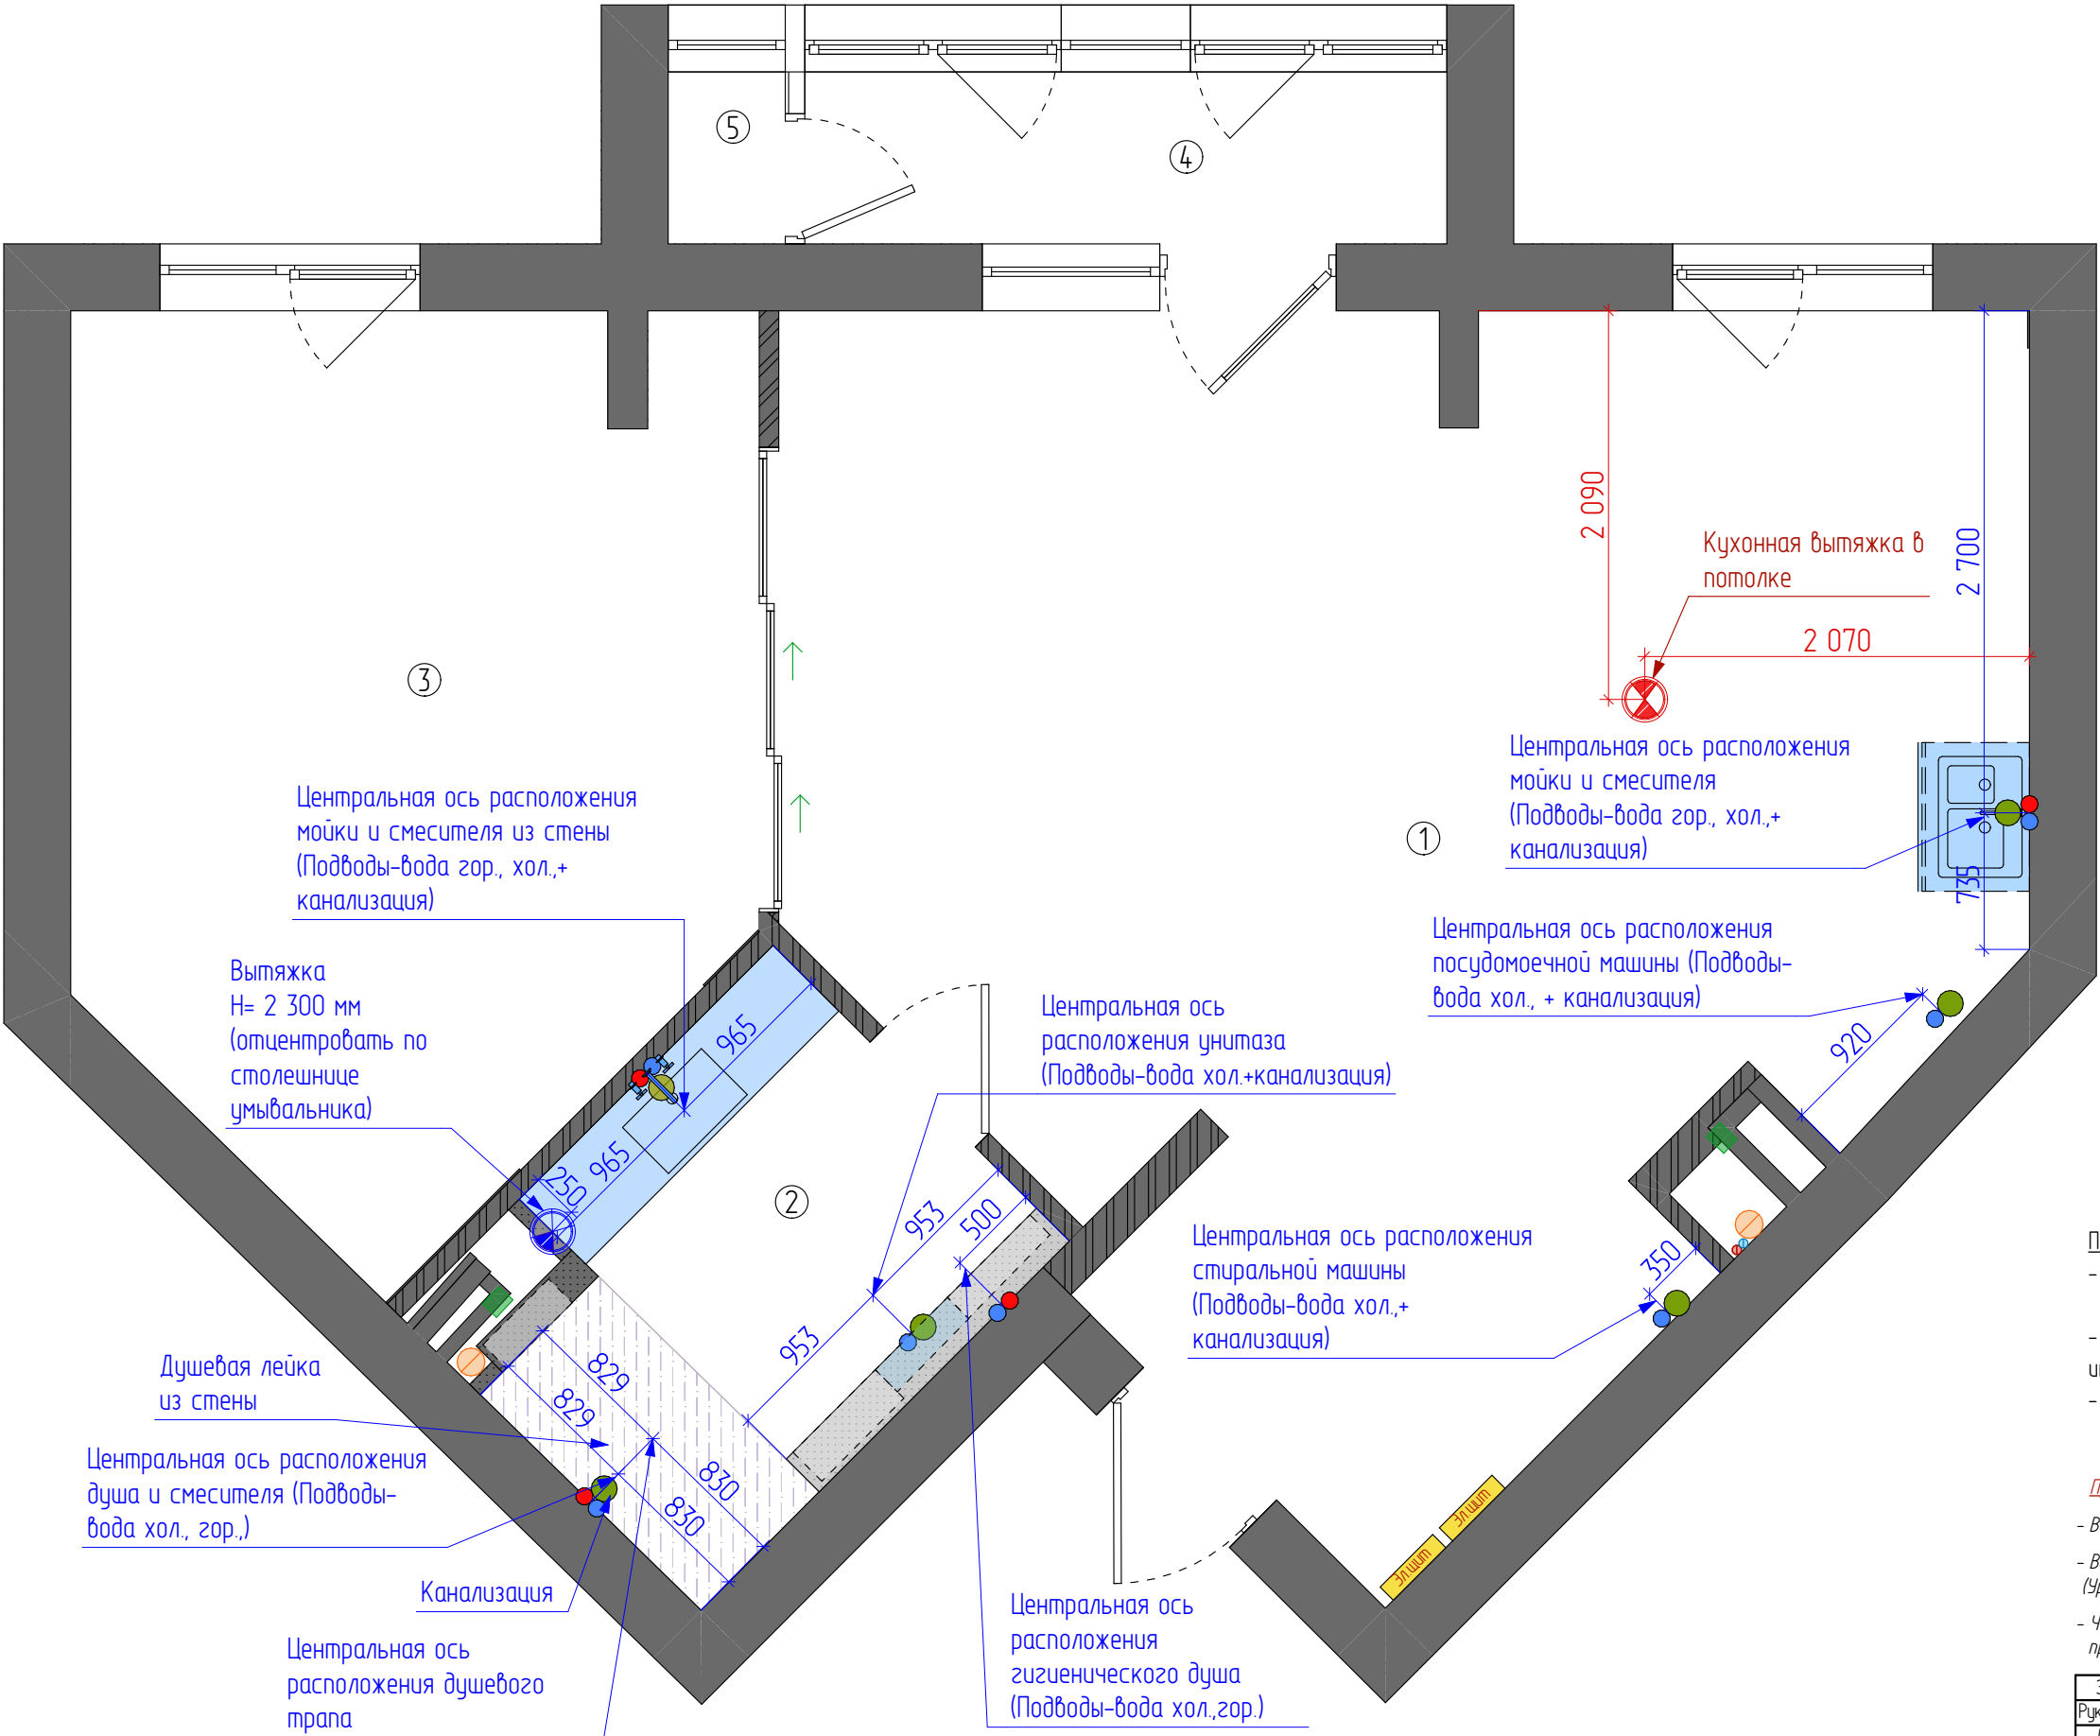 5
4
2 090
Кухонная вытяжка в
потолке
2 700
2 070
3
Центральная ось расположения
мойки и смесителя
(Подводы-вода гор., хол.,+
канализация)
Центральная ось расположения
мойки и смесителя из стены
(Подводы-вода гор., хол.,+
канализация)
1
735
Центральная ось расположения
посудомоечной машины (Подводы-
вода хол., + канализация)
Вытяжка
Н= 2 300 мм
(отцентровать по
столешнице
умывальника)
965
Центральная ось
расположения унитаза
(Подводы-вода хол.+канализация)
920
965
250
2
953
500
Центральная ось расположения
стиральной машины
(Подводы-вода хол.,+
канализация)
350
953
Душевая лейка
из стены
829
829
Центральная ось расположения
душа и смесителя (Подводы-
вода хол., гор.,)
830
830
Эл.щит
Эл.щит
Канализация
Центральная ось
расположения душевого
трапа
Центральная ось
расположения
гигиенического душа
(Подводы-вода хол.,гор.)
П
-
-
-
- В
- В